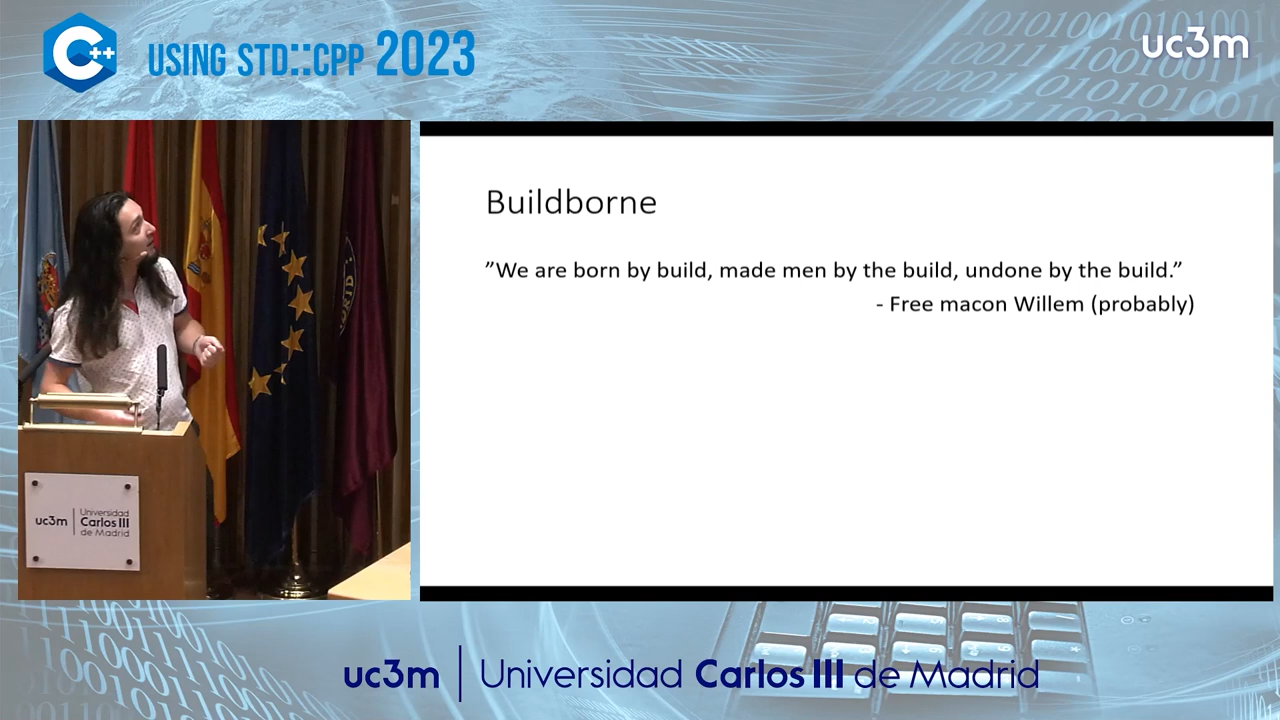 C++
USING STD::CPP 2023
uc3m
Buildborne
”We are born by build, made men by the build, undone by the build.”
- Free macon Willem (probably)
uc3m
Universidad
Carlos III
de Madrid
uc3m | Universidad Carlos III de Madrid